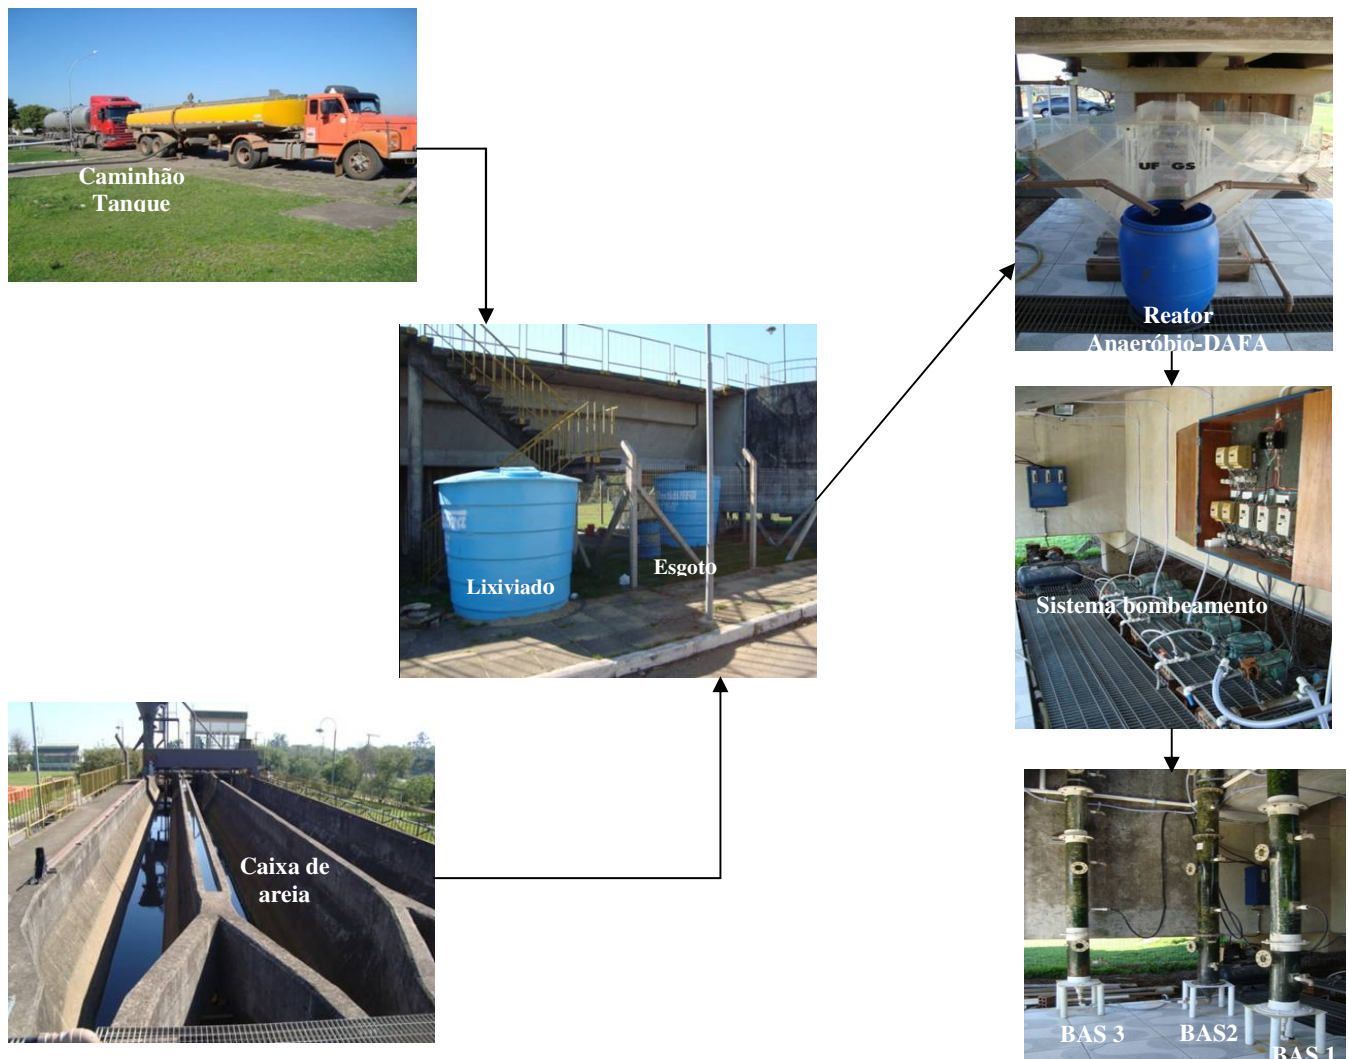 Caminhão
Tanque
UF GS
Reator
Anaeróbio-DAFA
Lixiviado
Esgoto
Sistema bombeamento
Caixa de
areia
BAS 3
BAS2
BAS 1